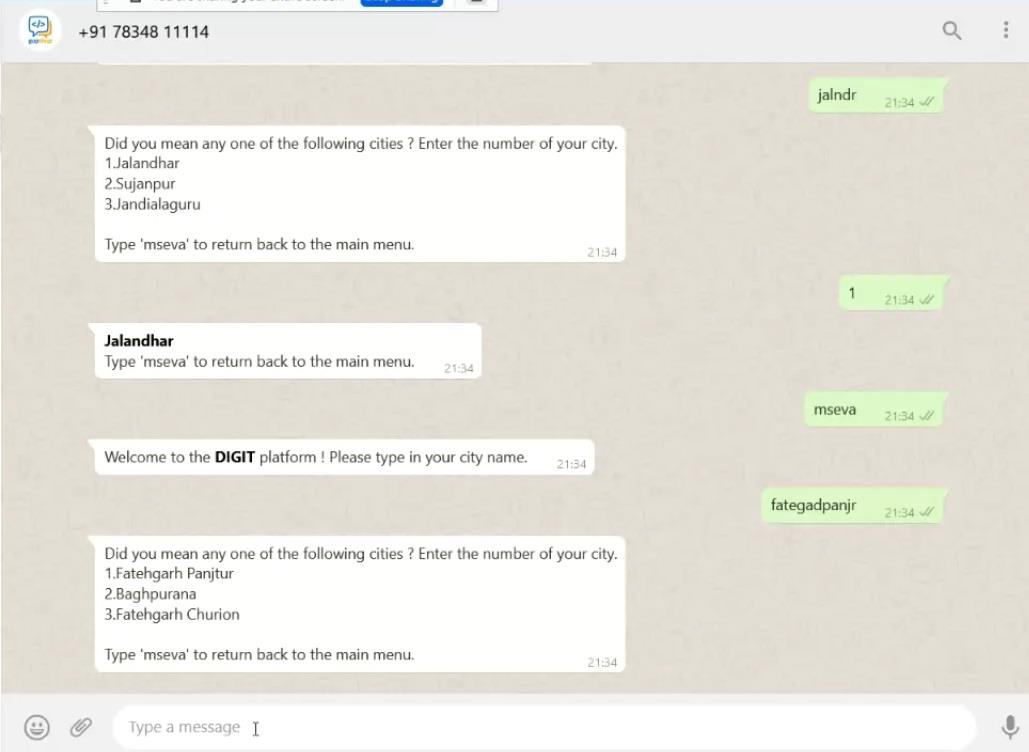 +91 78348 11114
jalndr
21:34
Did you mean any one of the following cities ? Enter the number of your city.
1.Jalandhar
2.Sujanpur
3.Jandialaguru
Type 'mseva' to return back to the main menu.
21:34
1
21:34
Jalandhar
Type 'mseva' to return back to the main menu.
21:34
mseva
21:34
Welcome to the DIGIT platform ! Please type in your city name.
21:34
fategadpanjr
21:34
Did you mean any one of the following cities ? Enter the number of your city.
1.Fatehgarh Panjtur
2.Baghpurana
3.Fatehgarh Churion
Type 'mseva' to return back to the main menu.
21:34
Type a message